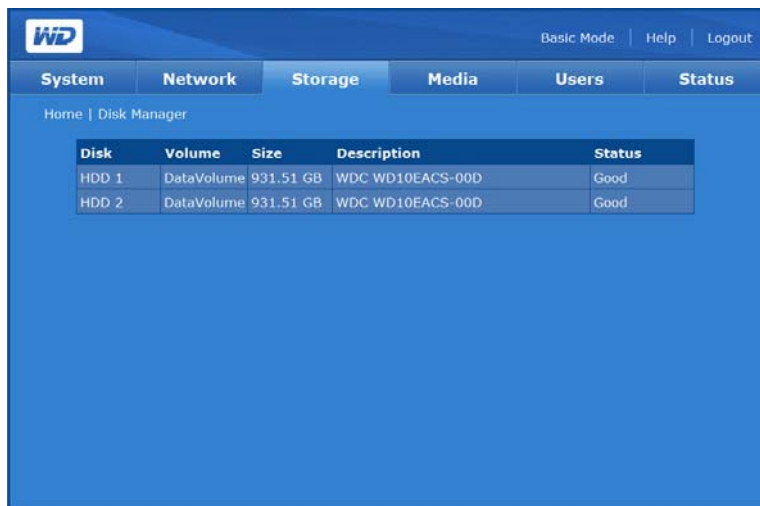 WD
Basic Mode | Help | Logout
System Network Storage Media Users Status
Home | Disk Manager
Disk Volume Size Description Status
HDD 1 DataVolume 931.51 GB WDC WD10EACS-00D Good
HDD 2 DataVolume 931.51 GB WDC WD10EACS-00D Good